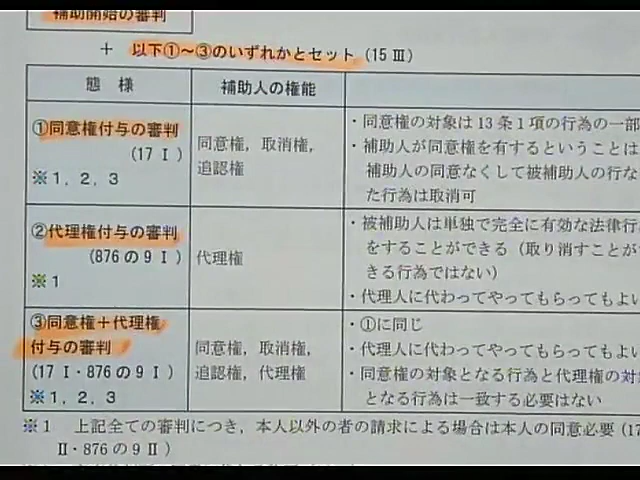 補助開始の審判
＋ 以下①～③のいずれかとセット（15 Ⅲ）
態 様
補助人の権能
①同意権付与の審判
（17 Ⅰ）
※1，2，3
同意権，取消権，
追認権
・同意権の対象は13条1項の行為の一部
・補助人が同意権を有するということは
補助人の同意なくして被補助人の行な
た行為は取消可
②代理権付与の審判
（876の9Ⅰ）
※1
代理権
・被補助人は単独で完全に有効な法律行
をすることができる（取り消すことが
きる行為ではない）
・代理人に代わってやってもらってもよい
③同意権＋代理権
付与の審判
（17Ⅰ・876の9Ⅰ）
※1，2，3
同意権，取消権，
追認権，代理権
・①に同じ
・代理人に代わってやってもらってもよい
・同意権の対象となる行為と代理権の対
となる行為は一致する必要はない
※1 上記全ての審判につき，本人以外の者の請求による場合は本人の同意必要（17
Ⅱ・876の9Ⅱ）